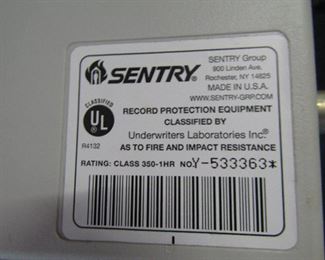 SENTRY
SENTRY Group
900 Linden Ave.
Rochester, NY 14625
MADE IN U.S.A.
WWW.SENTRY-GRP.COM
CLASSIFIED
UL
R4132
RECORD PROTECTION EQUIPMENT
CLASSIFIED BY
Underwriters Laboratories Inc.®
AS TO FIRE AND IMPACT RESISTANCE
RATING: CLASS 350-1HR NO. Y-533363*